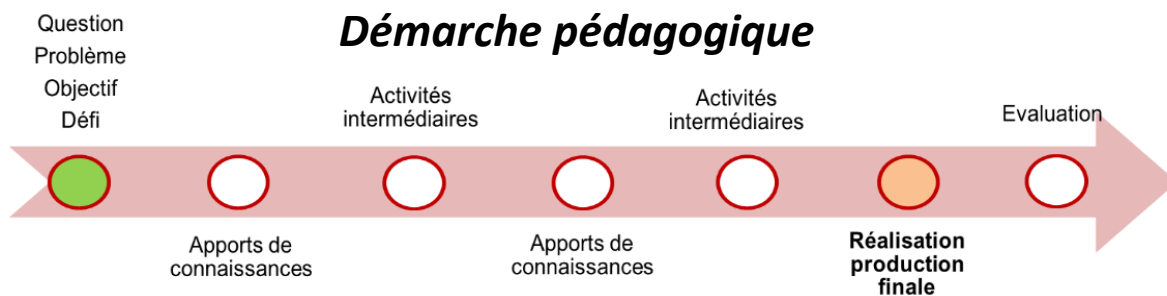 Démarche pédagogique
Question
Problème
Objectif
Défi
Apports de
connaissances
Activités
intermédiaires
Apports de
connaissances
Activités
intermédiaires
Réalisation
production
finale
Evaluation